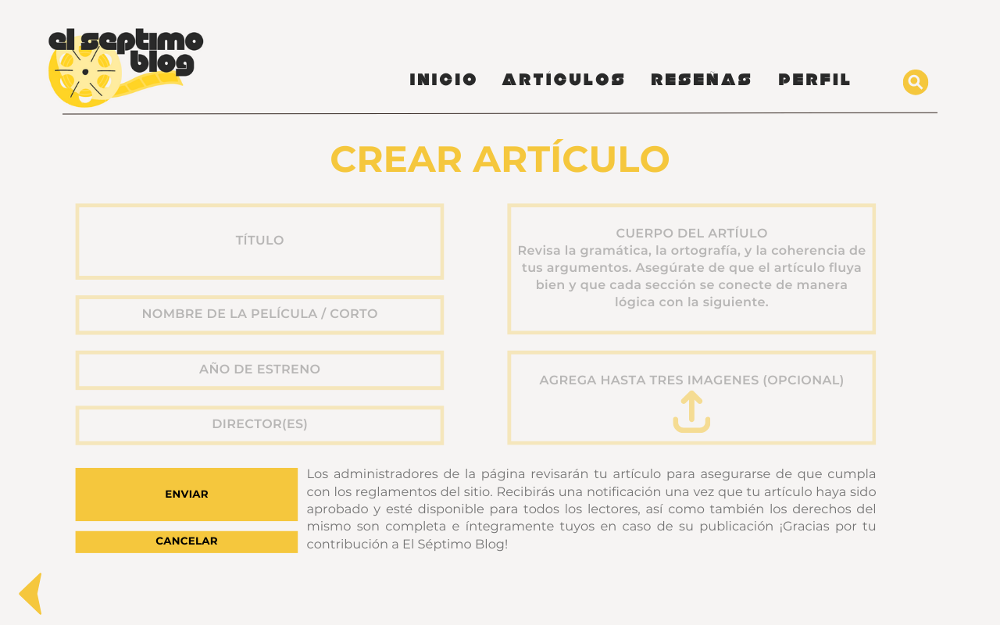 el septimo
blog
INICIO ARTÍCULOS RESEÑAS PERFIL
CREAR ARTÍCULO
TÍTULO
NOMBRE DE LA PELÍCULA / CORTO
AÑO DE ESTRENO
DIRECTOR(ES)
CUERPO DEL ARTÍULO
Revisa la gramática, la ortografía, y la coherencia de
tus argumentos. Asegúrate de que el artículo fluya
bien y que cada sección se conecte de manera
lógica con la siguiente.
AGREGA HASTA TRES IMAGENES (OPCIONAL)
ENVIAR
CANCELAR
Los administradores de la página revisarán tu artículo para asegurarse de que cumpla
con los reglamentos del sitio. Recibirás una notificación una vez que tu artículo haya sido
aprobado y esté disponible para todos los lectores, así como también los derechos del
mismo son completa e íntegramente tuyos en caso de su publicación ¡Gracias por tu
contribución a El Séptimo Blog!